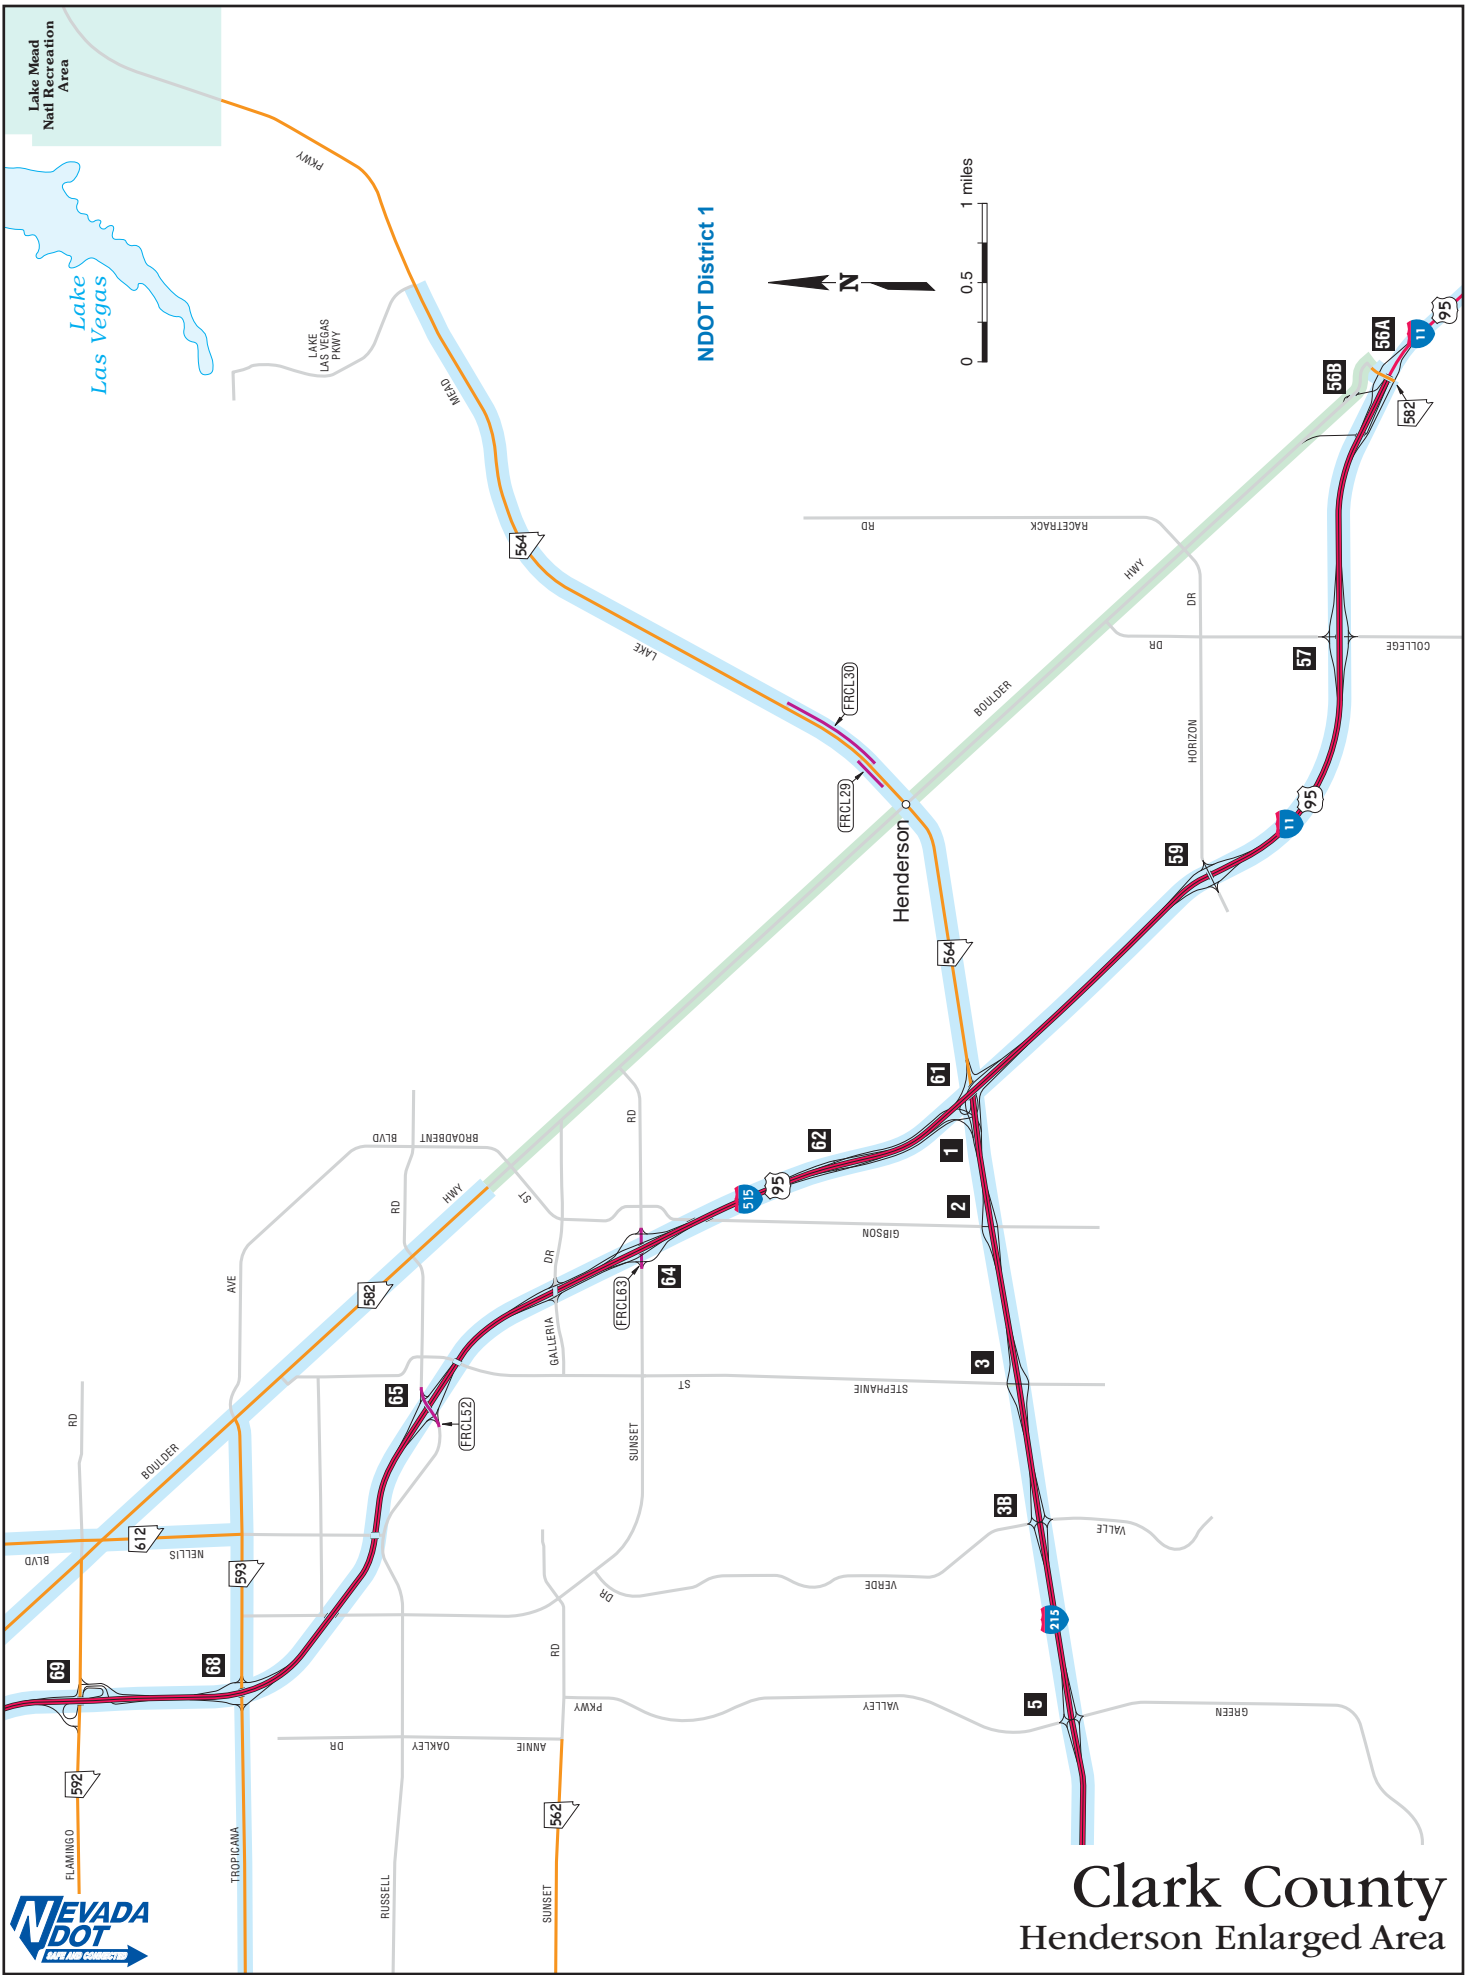 Lake Mead
Natl Recreation
Area
Lake
Las Vegas
PKWY
LAKE
LAS VEGAS
PKWY
MEAD
564
LAKE
NDOT District 1
N
0
0.5
1 miles
56B
56A
11
95
582
RD
RACETRACK
HWY
DR
DR
COLLEGE
57
HORIZON
BOULDER
FRCL30
FRCL29
Henderson
59
11
95
564
61
1
62
2
515
95
GIBSON
RD
BLVD
BROADBENT
HWY
ST
RD
DR
AVE
582
FRCL63
64
GALLERIA
65
FRCL52
ST
STEPHANIE
3
SUNSET
RD
BOULDER
BLVD
612
NELLIS
593
3B
VALLE
VERDE
DR
215
69
68
RD
PKWY
VALLEY
5
GREEN
DR
OAKLEY
ANNIE
592
562
FLAMINGO
TROPICANA
RUSSELL
SUNSET
NEVADA
DOT
SAFE AND CONNECTED
Clark County
Henderson Enlarged Area